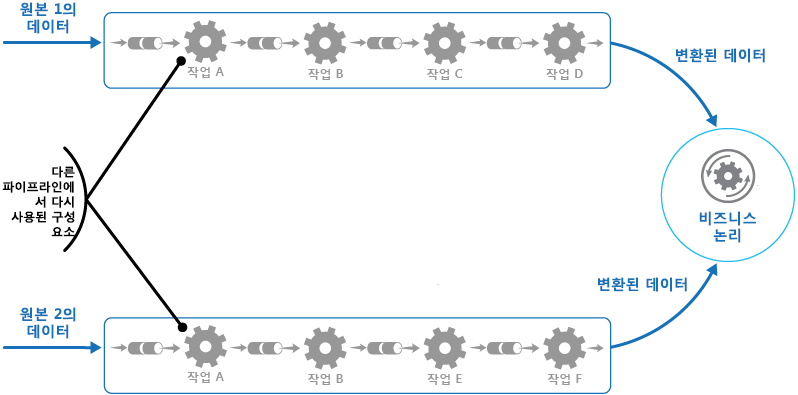 원본 1의
데이터
작업 A
작업 B
작업 C
작업 D
변환된 데이터
다른
파이프라인에
서 다시
사용된 구성
요소
비즈니스
논리
변환된 데이터
원본 2의
데이터
작업 A
작업 B
작업 E
작업 F